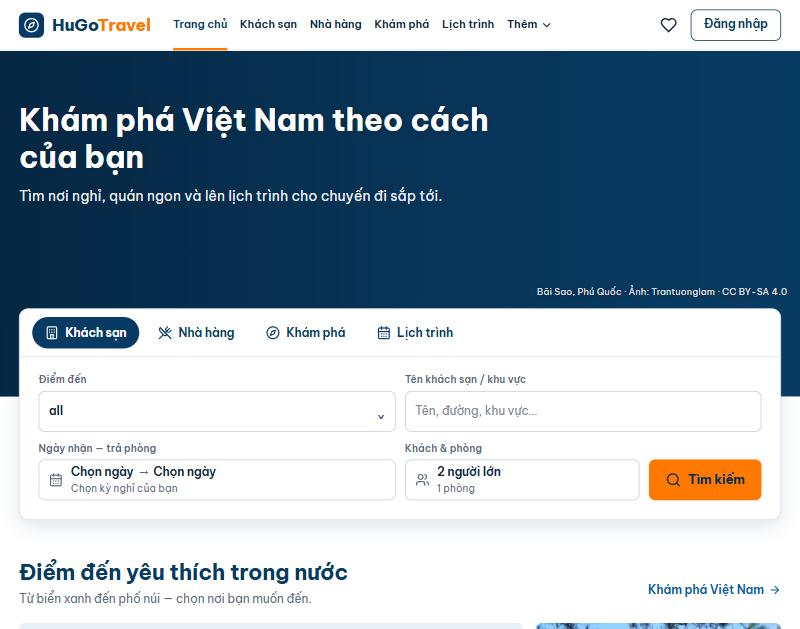 HuGoTravel
Trang chủ Khách sạn Nhà hàng Khám phá Lịch trình Thêm
Đăng nhập
Khám phá Việt Nam theo cách
của bạn
Tìm nơi nghỉ, quán ngon và lên lịch trình cho chuyến đi sắp tới.
Bãi Sao, Phú Quốc · Ảnh: Trantuonglam · CC BY-SA 4.0
Khách sạn Nhà hàng Khám phá Lịch trình
Điểm đến
all
Tên khách sạn / khu vực
Tên, đường, khu vực...
Ngày nhận — trả phòng
Chọn ngày → Chọn ngày
Chọn kỳ nghỉ của bạn
Khách & phòng
2 người lớn
1 phòng
Tìm kiếm
Điểm đến yêu thích trong nước
Từ biển xanh đến phố núi — chọn nơi bạn muốn đến.
Khám phá Việt Nam →